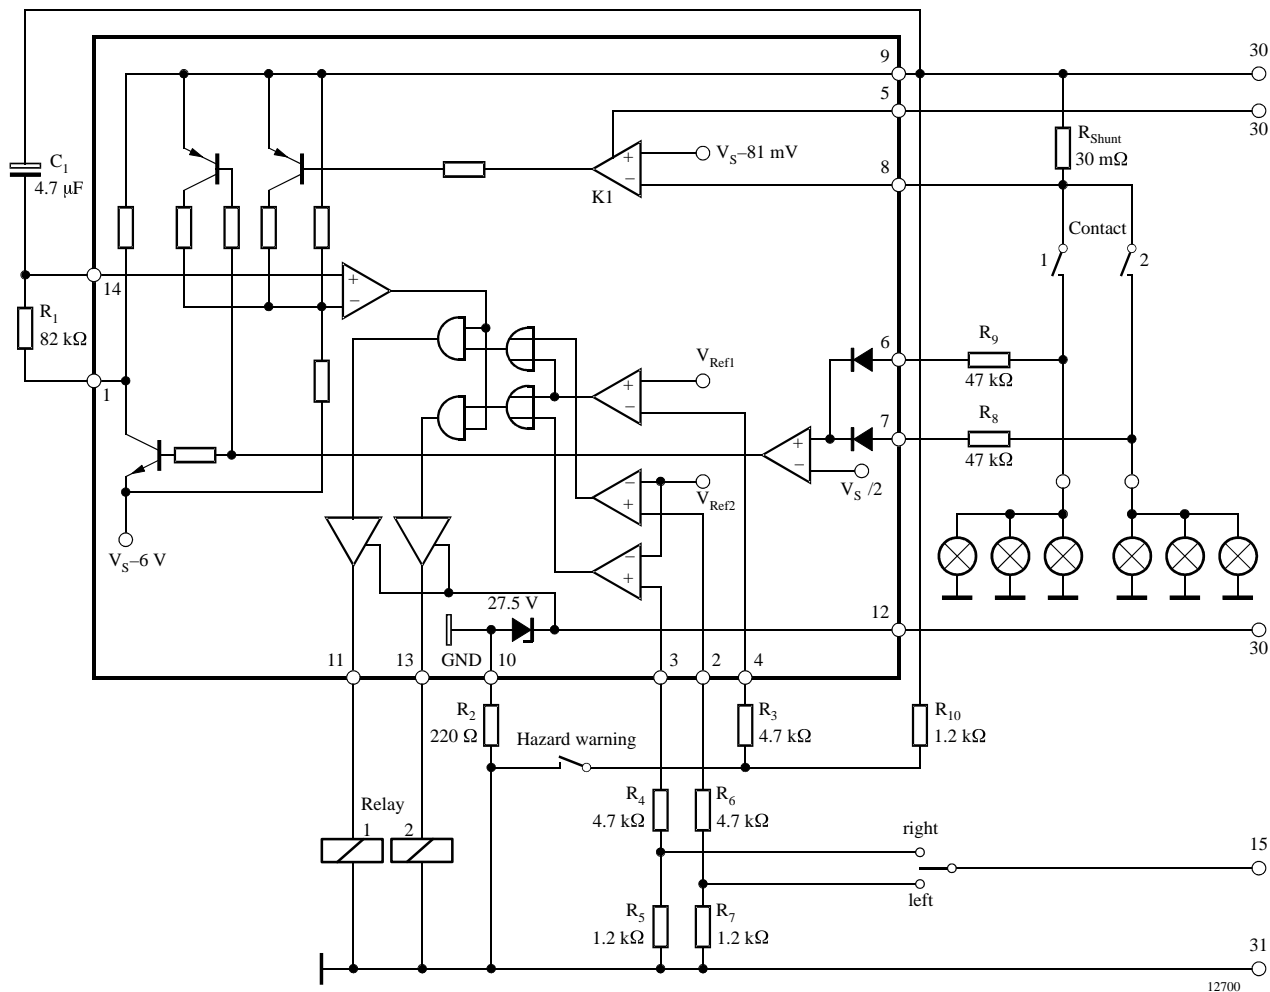 30
9
5
30
R_Shunt
30 mΩ
C_1
4.7 μF
+
−
V_S–81 mV
K1
8
Contact
1
2
14
+
−
R_1
82 kΩ
1
6
R_9
47 kΩ
V_Ref1
+
−
7
R_8
47 kΩ
+
−
V_S /2
−
+
V_Ref2
V_S–6 V
−
+
27.5 V
12
30
11
13
GND
10
3
2
4
R_2
220 Ω
R_3
4.7 kΩ
R_10
1.2 kΩ
Hazard warning
Relay
1
2
R_4
4.7 kΩ
R_6
4.7 kΩ
right
15
left
R_5
1.2 kΩ
R_7
1.2 kΩ
31
12700